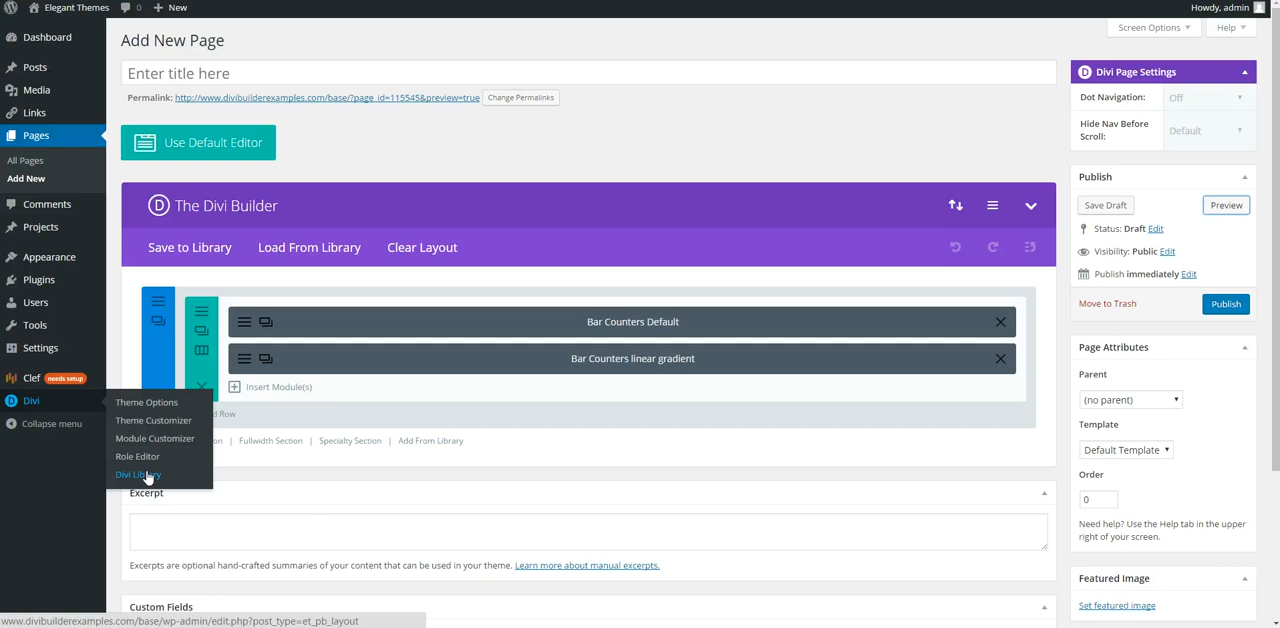 Elegant Themes 0 New Howdy, admin
Screen Options Help
Dashboard
Posts
Media
Links
Pages
All Pages
Add New
Comments
Projects
Appearance
Plugins
Users
Tools
Settings
Clef needs setup
Divi
Collapse menu
Theme Options
Theme Customizer
Module Customizer
Role Editor
Divi Library
Add New Page
Enter title here
Permalink: http://www.divibuilderexamples.com/base/?page_id=115545&preview=true Change Permalinks
Use Default Editor
D The Divi Builder
Save to Library Load From Library Clear Layout
Bar Counters Default
Bar Counters linear gradient
Insert Module(s)
Row
| Fullwidth Section | Specialty Section | Add From Library
Excerpt
Excerpts are optional hand-crafted summaries of your content that can be used in your theme. Learn more about manual excerpts.
Custom Fields
D Divi Page Settings
Dot Navigation: Off
Hide Nav Before Scroll: Default
Publish
Save Draft Preview
Status: Draft Edit
Visibility: Public Edit
Publish immediately Edit
Move to Trash Publish
Page Attributes
Parent
(no parent)
Template
Default Template
Order
0
Need help? Use the Help tab in the upper
right of your screen.
Featured Image
Set featured image
www.divibuilderexamples.com/base/wp-admin/edit.php?post_type=et_pb_layout